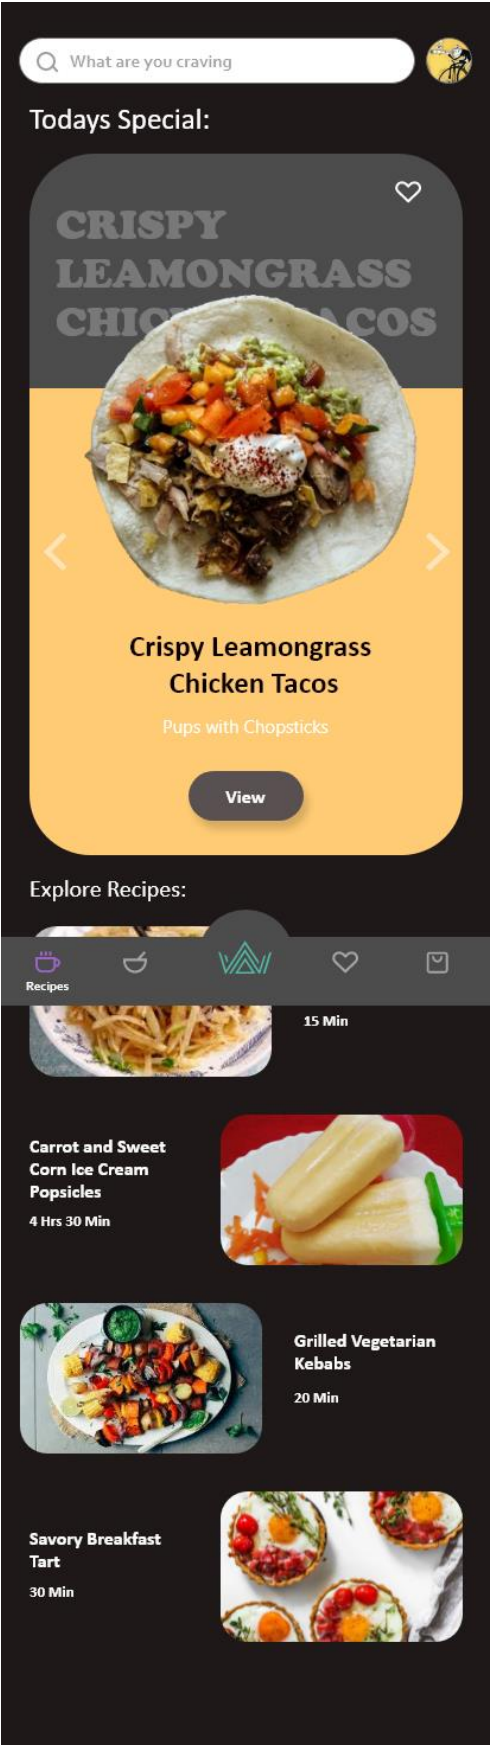 What are you craving
Todays Special:
CRISPY
LEAMONGRASS
Crispy Leamongrass
Chicken Tacos
Pups with Chopsticks
View
Explore Recipes:
Recipes
15 Min
Carrot and Sweet
Corn Ice Cream
Popsicles
4 Hrs 30 Min
Grilled Vegetarian
Kebabs
20 Min
Savory Breakfast
Tart
30 Min